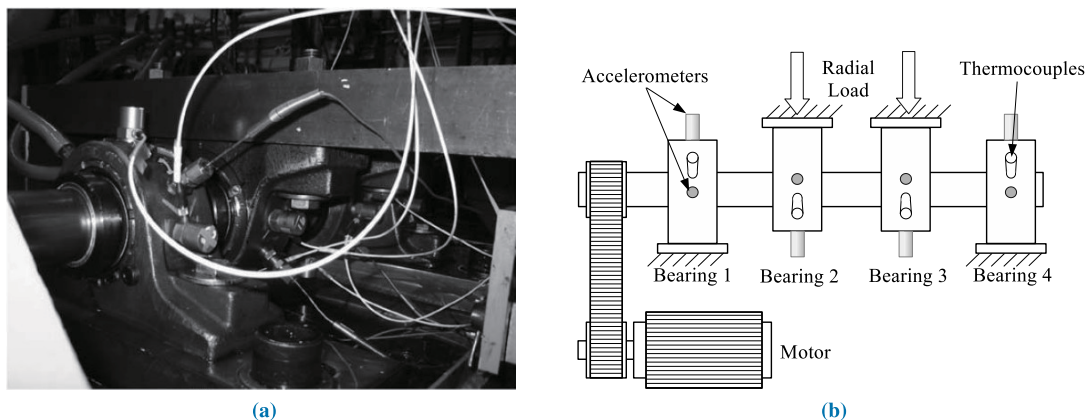 Accelerometers
Radial
Load
Thermocouples
Bearing 1
Bearing 2
Bearing 3
Bearing 4
Motor
(a)
(b)